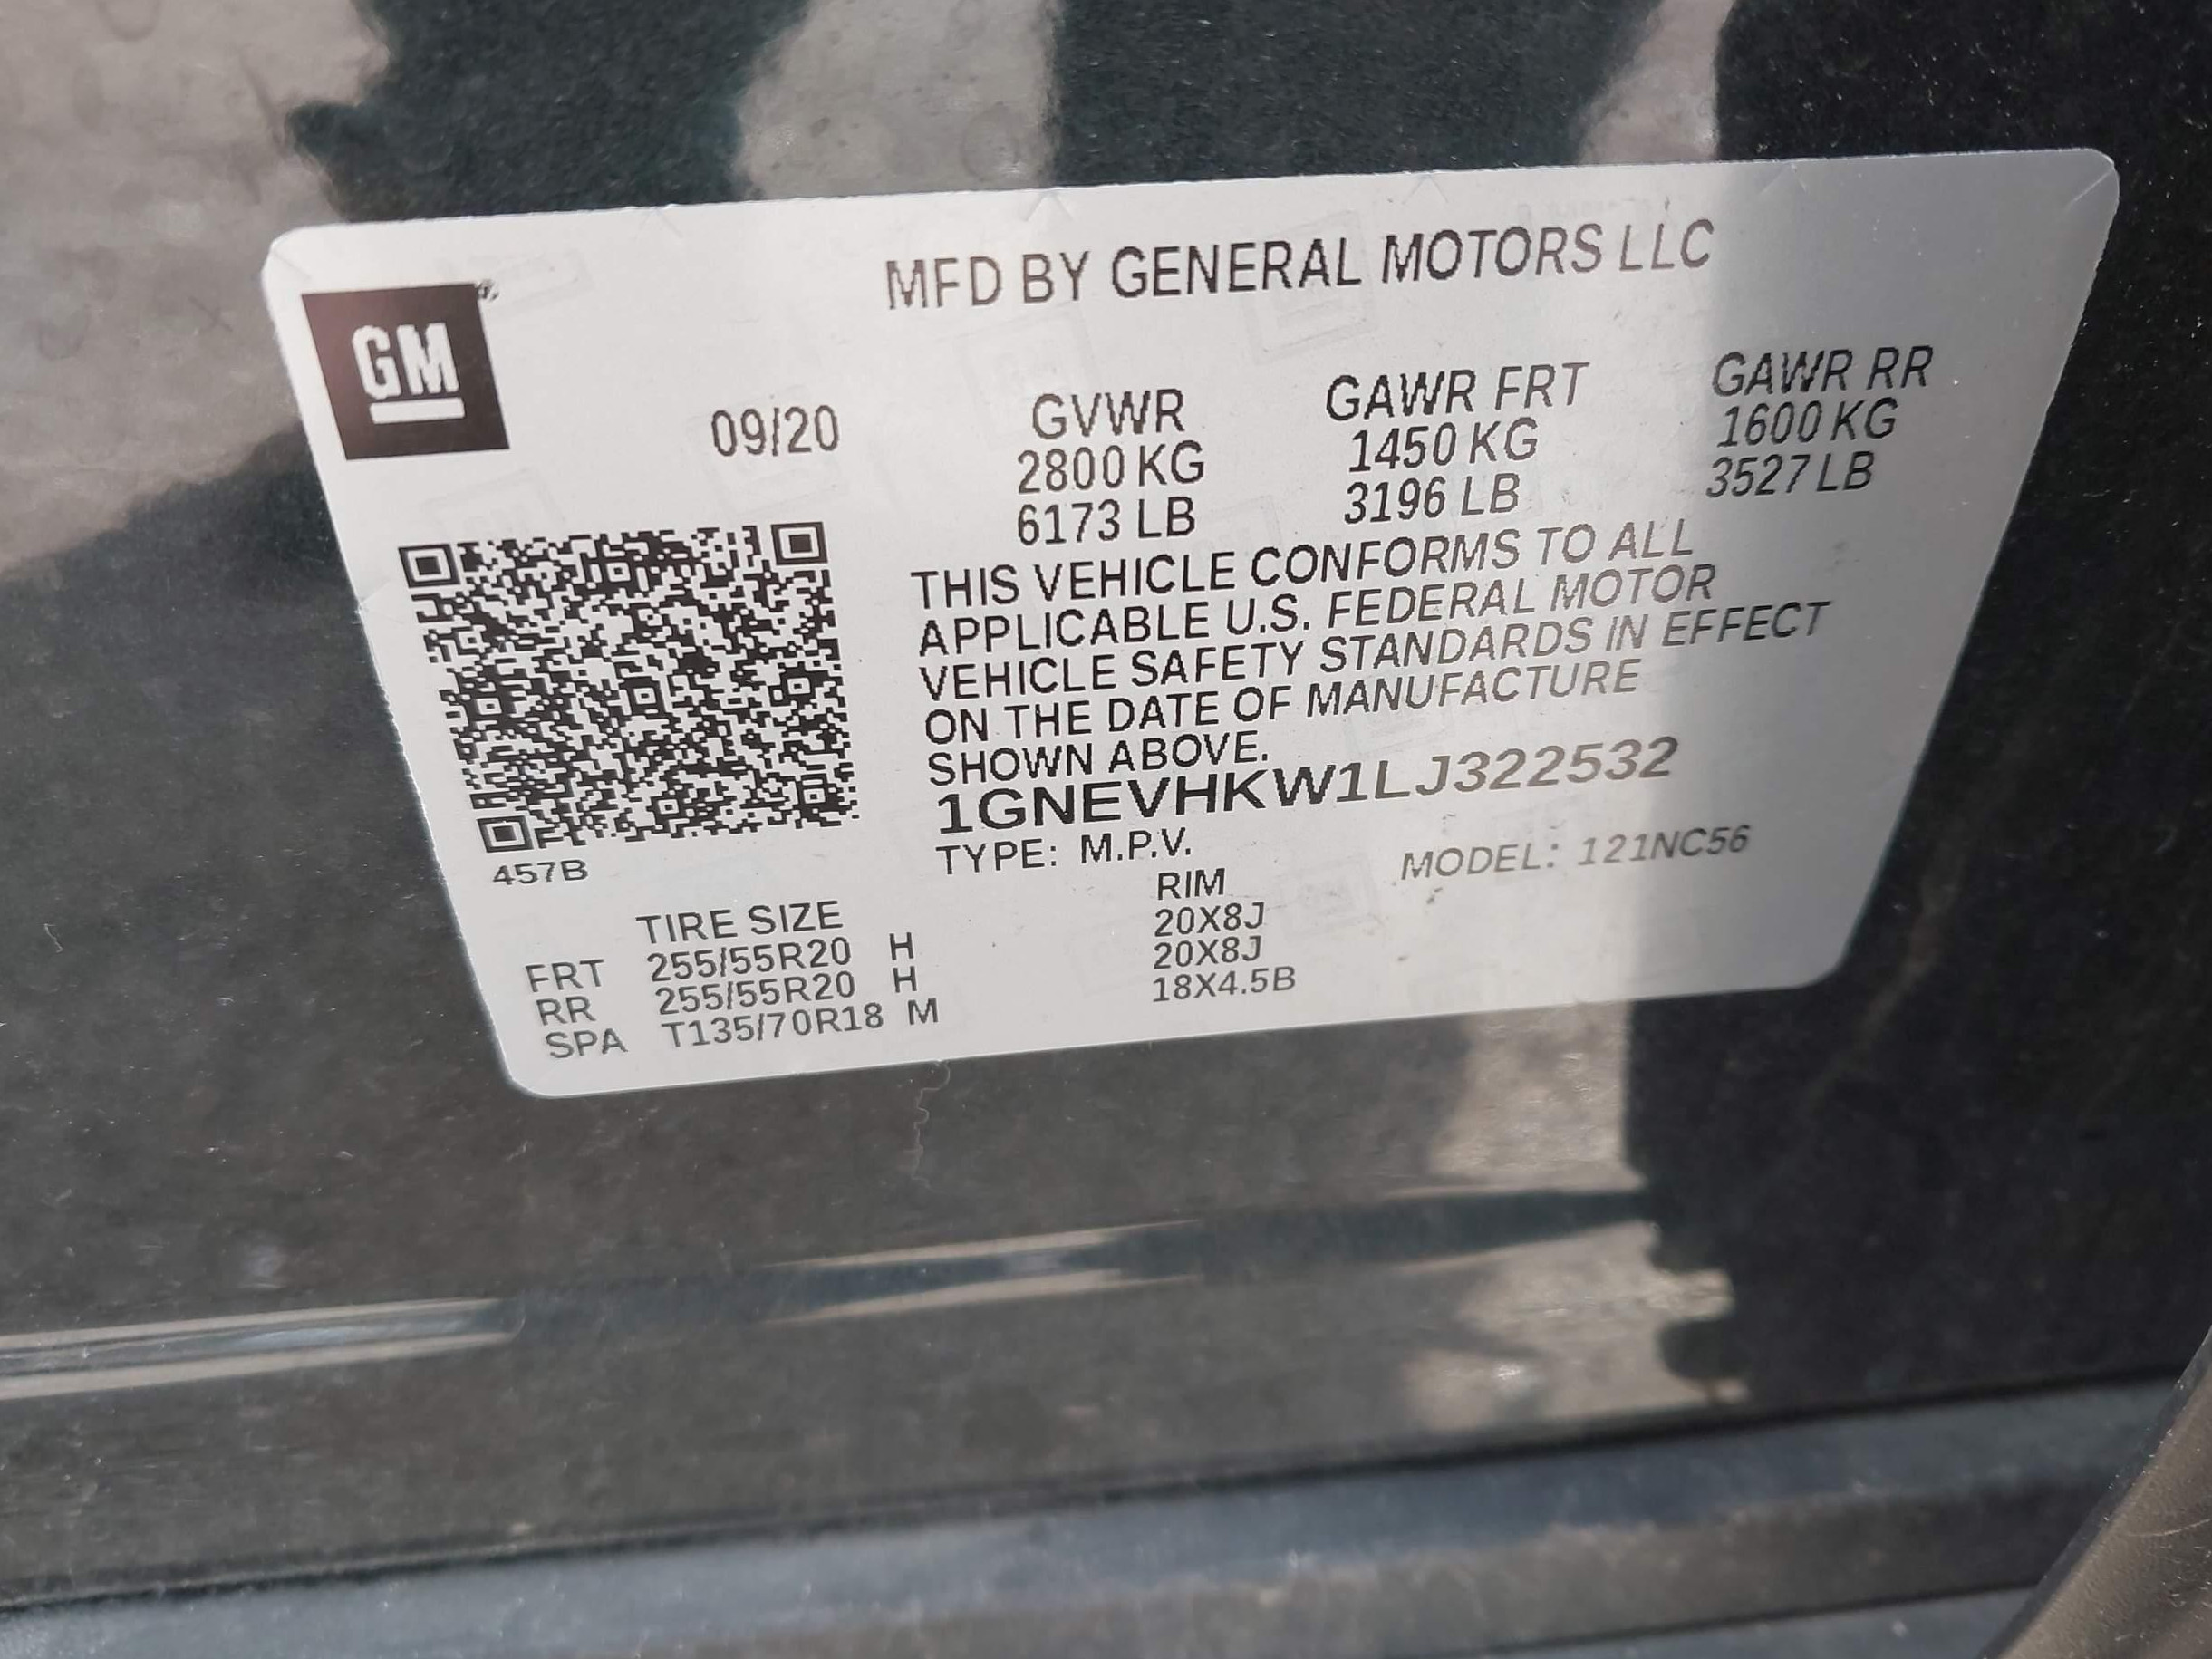 MFD BY GENERAL MOTORS LLC
GM
09/20
GVWR GAWR FRT GAWR RR
2800 KG 1450 KG 1600 KG
6173 LB 3196 LB 3527 LB
THIS VEHICLE CONFORMS TO ALL
APPLICABLE U.S. FEDERAL MOTOR
VEHICLE SAFETY STANDARDS IN EFFECT
ON THE DATE OF MANUFACTURE
SHOWN ABOVE.
1GNEVHKW1LJ322532
TYPE: M.P.V. MODEL: 121NC56
457B
TIRE SIZE RIM
FRT 255/55R20 H 20X8J
RR 255/55R20 H 20X8J
SPA T135/70R18 M 18X4.5B